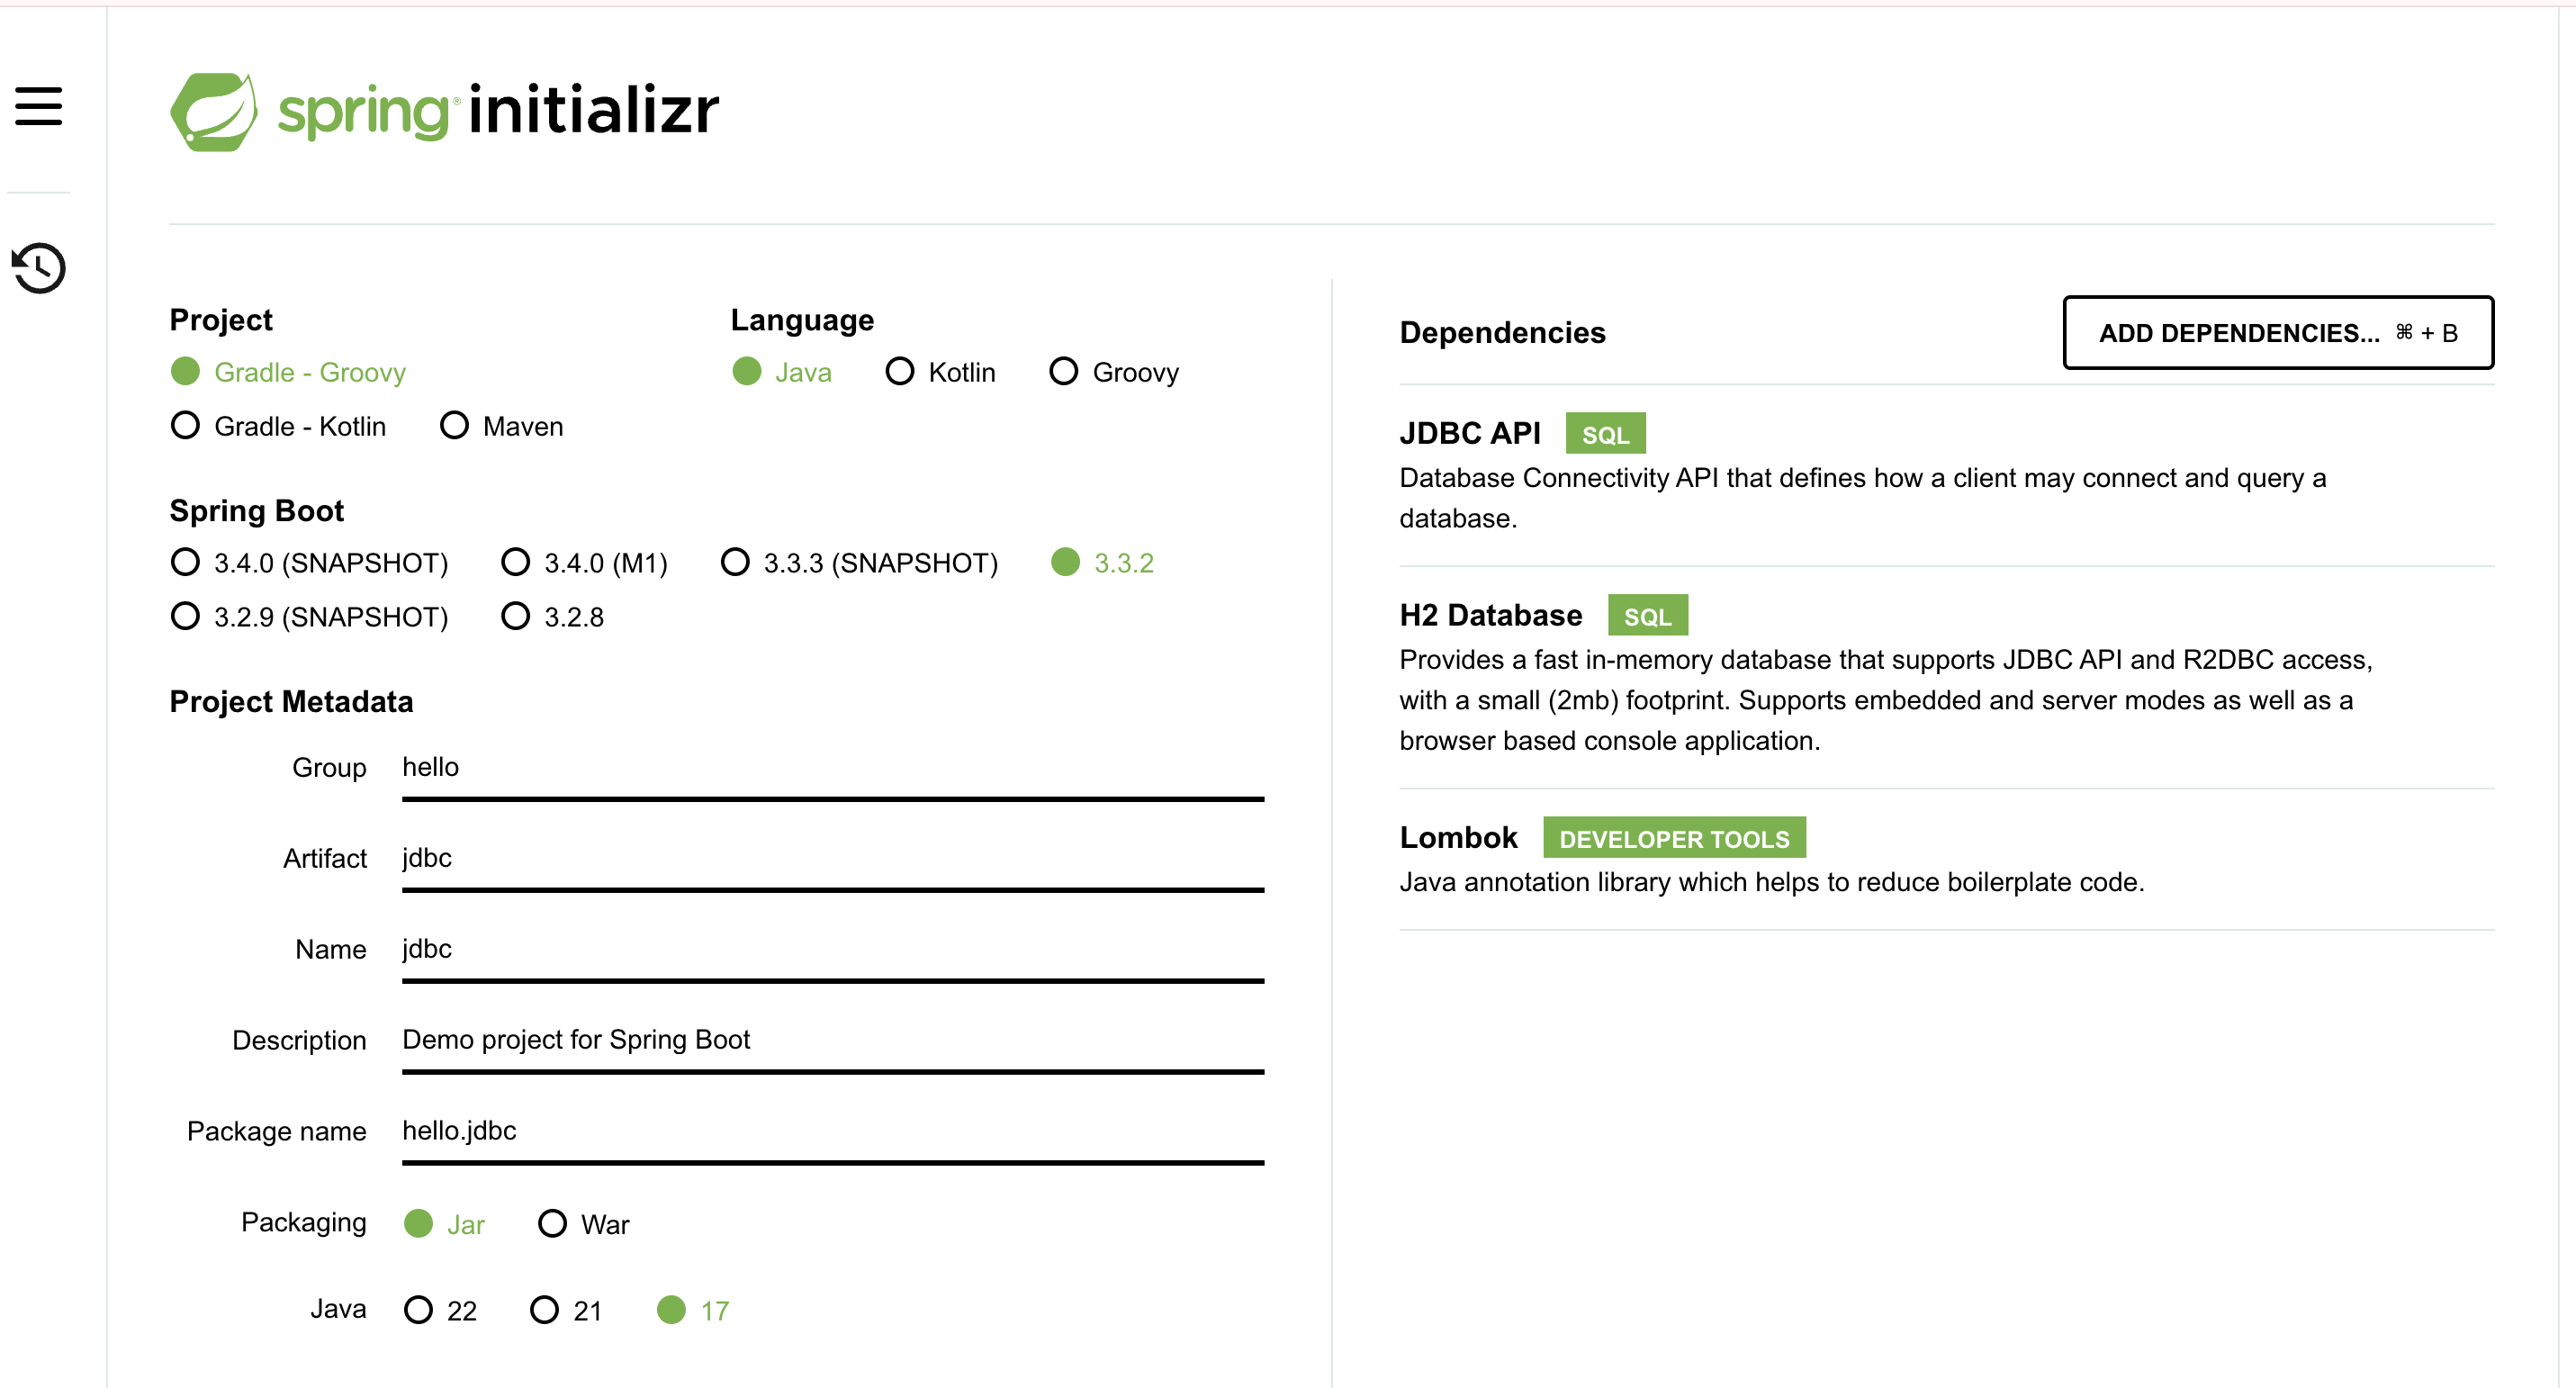 spring initializr
Project
Gradle - Groovy
Gradle - Kotlin Maven
Language
Java Kotlin Groovy
Spring Boot
3.4.0 (SNAPSHOT) 3.4.0 (M1) 3.3.3 (SNAPSHOT) 3.3.2
3.2.9 (SNAPSHOT) 3.2.8
Project Metadata
Group hello
Artifact jdbc
Name jdbc
Description Demo project for Spring Boot
Package name hello.jdbc
Packaging Jar War
Java 22 21 17
Dependencies ADD DEPENDENCIES... ⌘ + B
JDBC API SQL
Database Connectivity API that defines how a client may connect and query a
database.
H2 Database SQL
Provides a fast in-memory database that supports JDBC API and R2DBC access,
with a small (2mb) footprint. Supports embedded and server modes as well as a
browser based console application.
Lombok DEVELOPER TOOLS
Java annotation library which helps to reduce boilerplate code.